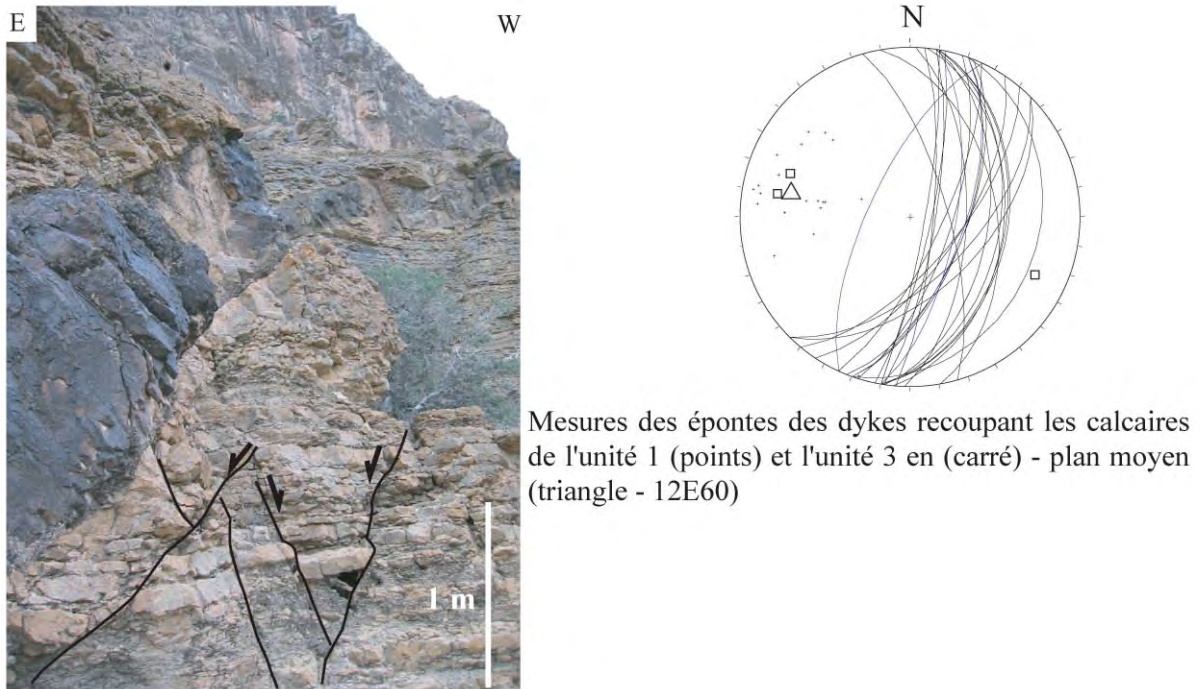 E
W
1 m
N
Mesures des épontes des dykes recoupant les calcaires
de l'unité 1 (points) et l'unité 3 en (carré) - plan moyen
(triangle - 12E60)